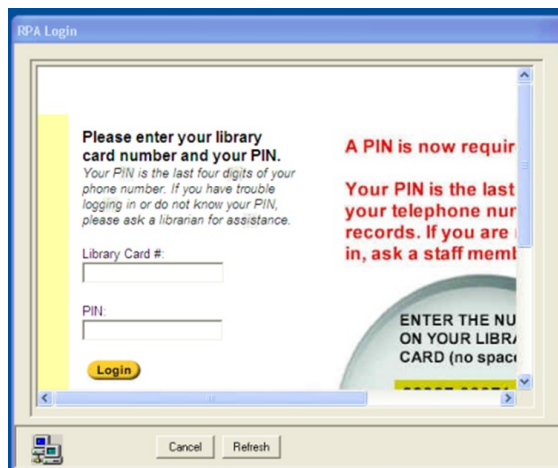 RPA Login
Please enter your library
card number and your PIN.
Your PIN is the last four digits of your
phone number. If you have trouble
logging in or do not know your PIN,
please ask a librarian for assistance.
Library Card #:
PIN:
Login
A PIN is now requir
Your PIN is the last
your telephone nur
records. If you are
in, ask a staff meml
ENTER THE NU
ON YOUR LIBR
CARD (no spac
Cancel
Refresh